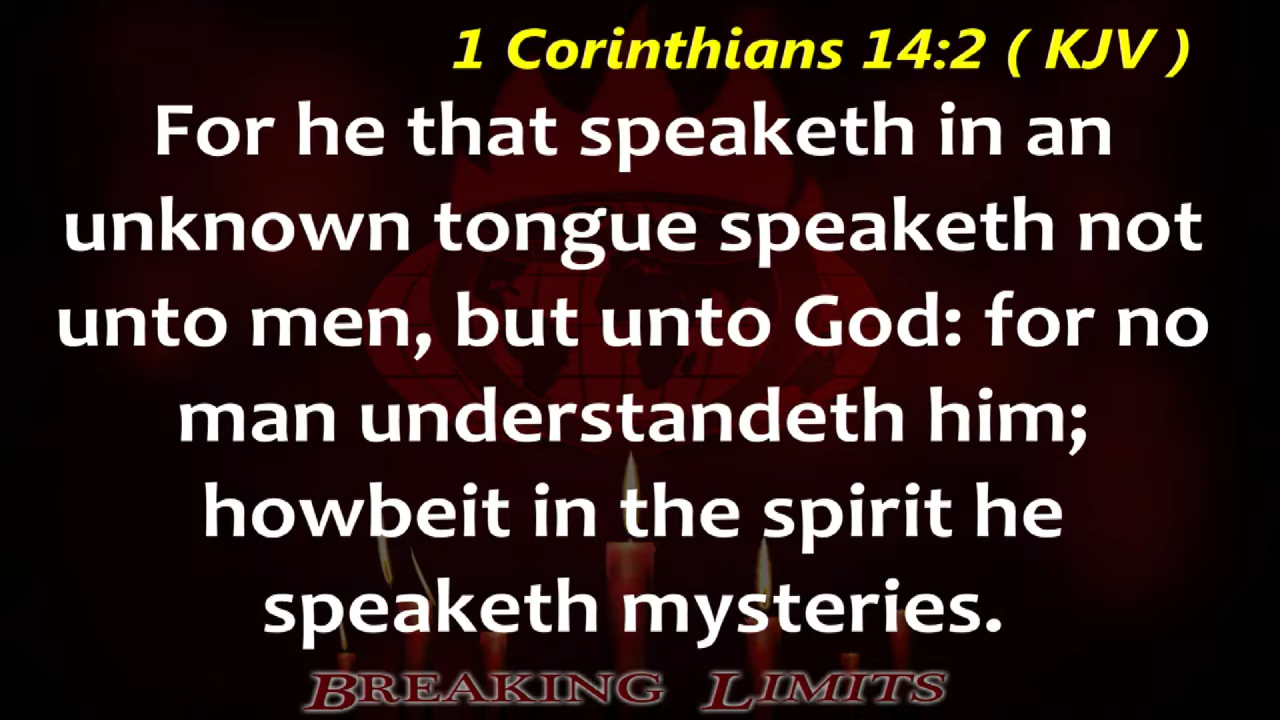 1 Corinthians 14:2 ( KJV )
For he that speaketh in an
unknown tongue speaketh not
unto men, but unto God: for no
man understandeth him;
howbeit in the spirit he
speaketh mysteries.
BREAKING LIMITS